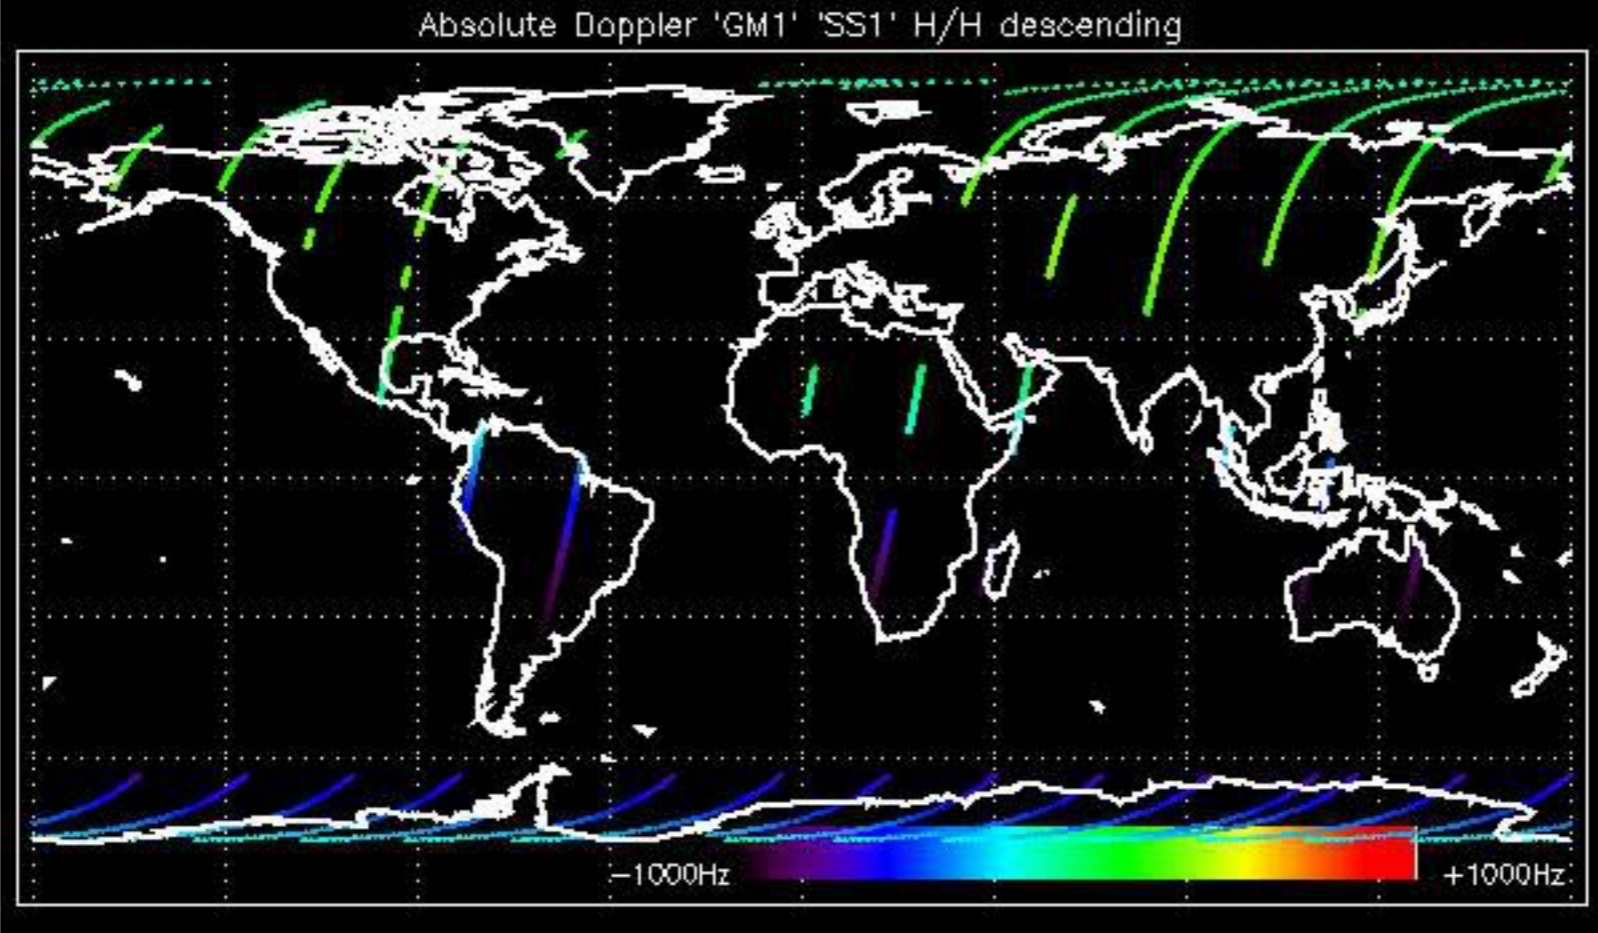 Absolute Doppler 'GM1' 'SS1' H/H descending
-1000Hz +1000Hz